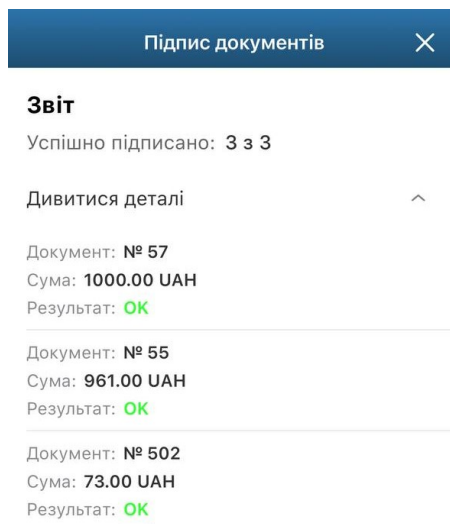 Підпис документів
Звіт
Успішно підписано: 3 з 3
Дивитися деталі
Документ: № 57
Сума: 1000.00 UAH
Результат: OK
Документ: № 55
Сума: 961.00 UAH
Результат: OK
Документ: № 502
Сума: 73.00 UAH
Результат: OK